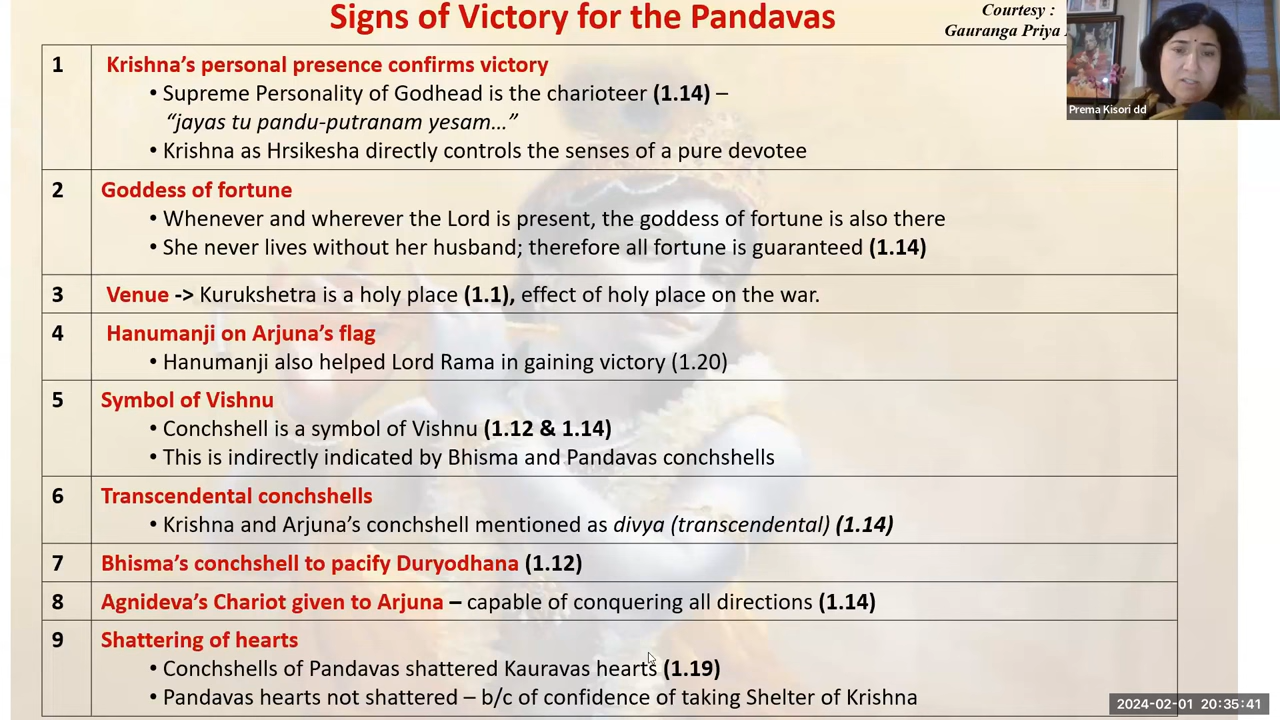 Signs of Victory for the Pandavas
Courtesy :
Gauranga Priya
Prema Kisori dd
1 Krishna's personal presence confirms victory
• Supreme Personality of Godhead is the charioteer (1.14) –
“jayas tu pandu-putranam yesam…”
• Krishna as Hrsikesha directly controls the senses of a pure devotee
2 Goddess of fortune
• Whenever and wherever the Lord is present, the goddess of fortune is also there
• She never lives without her husband; therefore all fortune is guaranteed (1.14)
3 Venue -> Kurukshetra is a holy place (1.1), effect of holy place on the war.
4 Hanumanji on Arjuna's flag
• Hanumanji also helped Lord Rama in gaining victory (1.20)
5 Symbol of Vishnu
• Conchshell is a symbol of Vishnu (1.12 & 1.14)
• This is indirectly indicated by Bhisma and Pandavas conchshells
6 Transcendental conchshells
• Krishna and Arjuna's conchshell mentioned as divya (transcendental) (1.14)
7 Bhisma's conchshell to pacify Duryodhana (1.12)
8 Agnideva's Chariot given to Arjuna – capable of conquering all directions (1.14)
9 Shattering of hearts
• Conchshells of Pandavas shattered Kauravas hearts (1.19)
• Pandavas hearts not shattered – b/c of confidence of taking Shelter of Krishna
2024-02-01 20:35:41